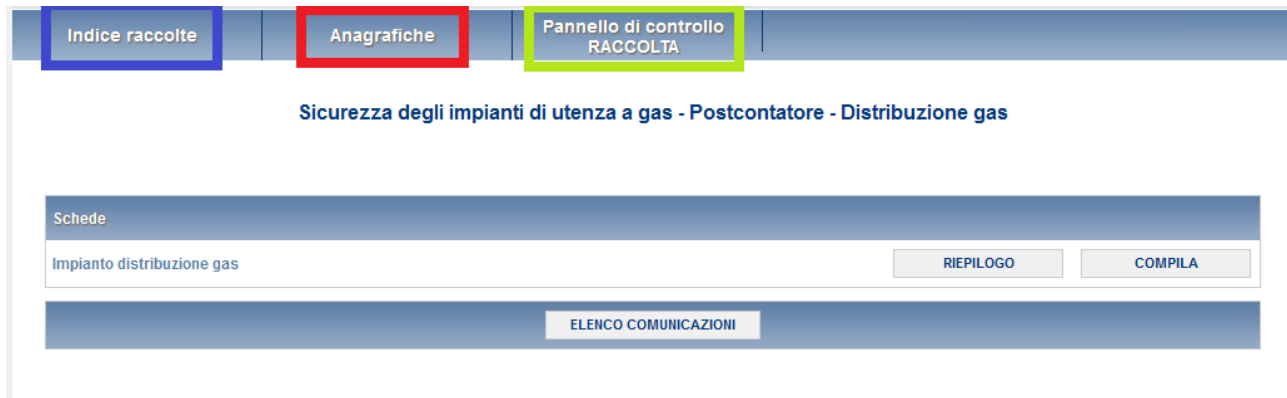 Indice raccolte
Anagrafiche
Pannello di controllo
RACCOLTA
Sicurezza degli impianti di utenza a gas - Postcontatore - Distribuzione gas
Schede
Impianto distribuzione gas
RIEPILOGO
COMPILA
ELENCO COMUNICAZIONI